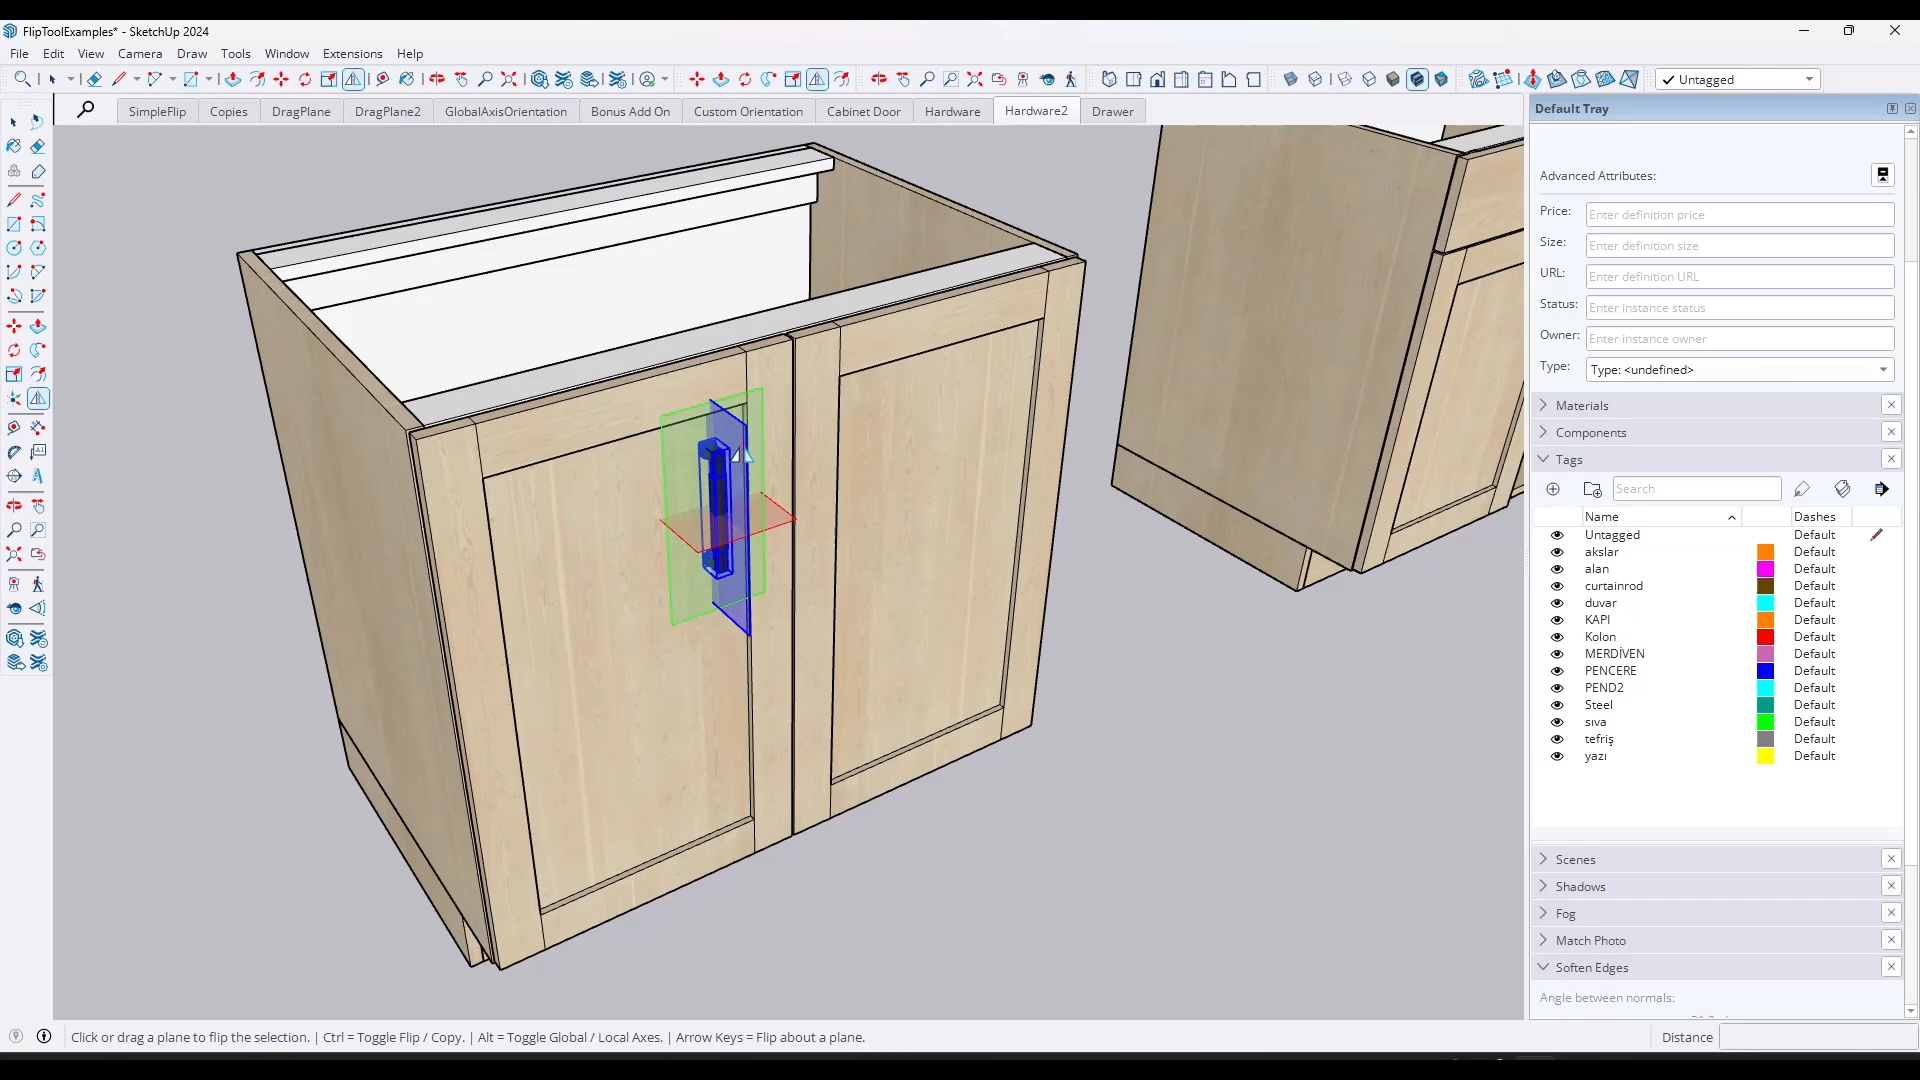 FlipToolExamples* - SketchUp 2024
File Edit View Camera Draw Tools Window Extensions Help
Untagged
SimpleFlip Copies DragPlane DragPlane2 GlobalAxisOrientation Bonus Add On Custom Orientation Cabinet Door Hardware Hardware2 Drawer
Default Tray
Advanced Attributes:
Price: Enter definition price
Size: Enter definition size
URL: Enter definition URL
Status: Enter instance status
Owner: Enter instance owner
Type: Type: <undefined>
Materials
Components
Tags
Search
Name Dashes
Untagged Default
akslar Default
alan Default
curtainrod Default
duvar Default
KAPI Default
Kolon Default
MERDİVEN Default
PENCERE Default
PEND2 Default
Steel Default
sıva Default
tefriş Default
yazı Default
Scenes
Shadows
Fog
Match Photo
Soften Edges
Angle between normals:
Click or drag a plane to flip the selection. | Ctrl = Toggle Flip / Copy. | Alt = Toggle Global / Local Axes. | Arrow Keys = Flip about a plane.
Distance